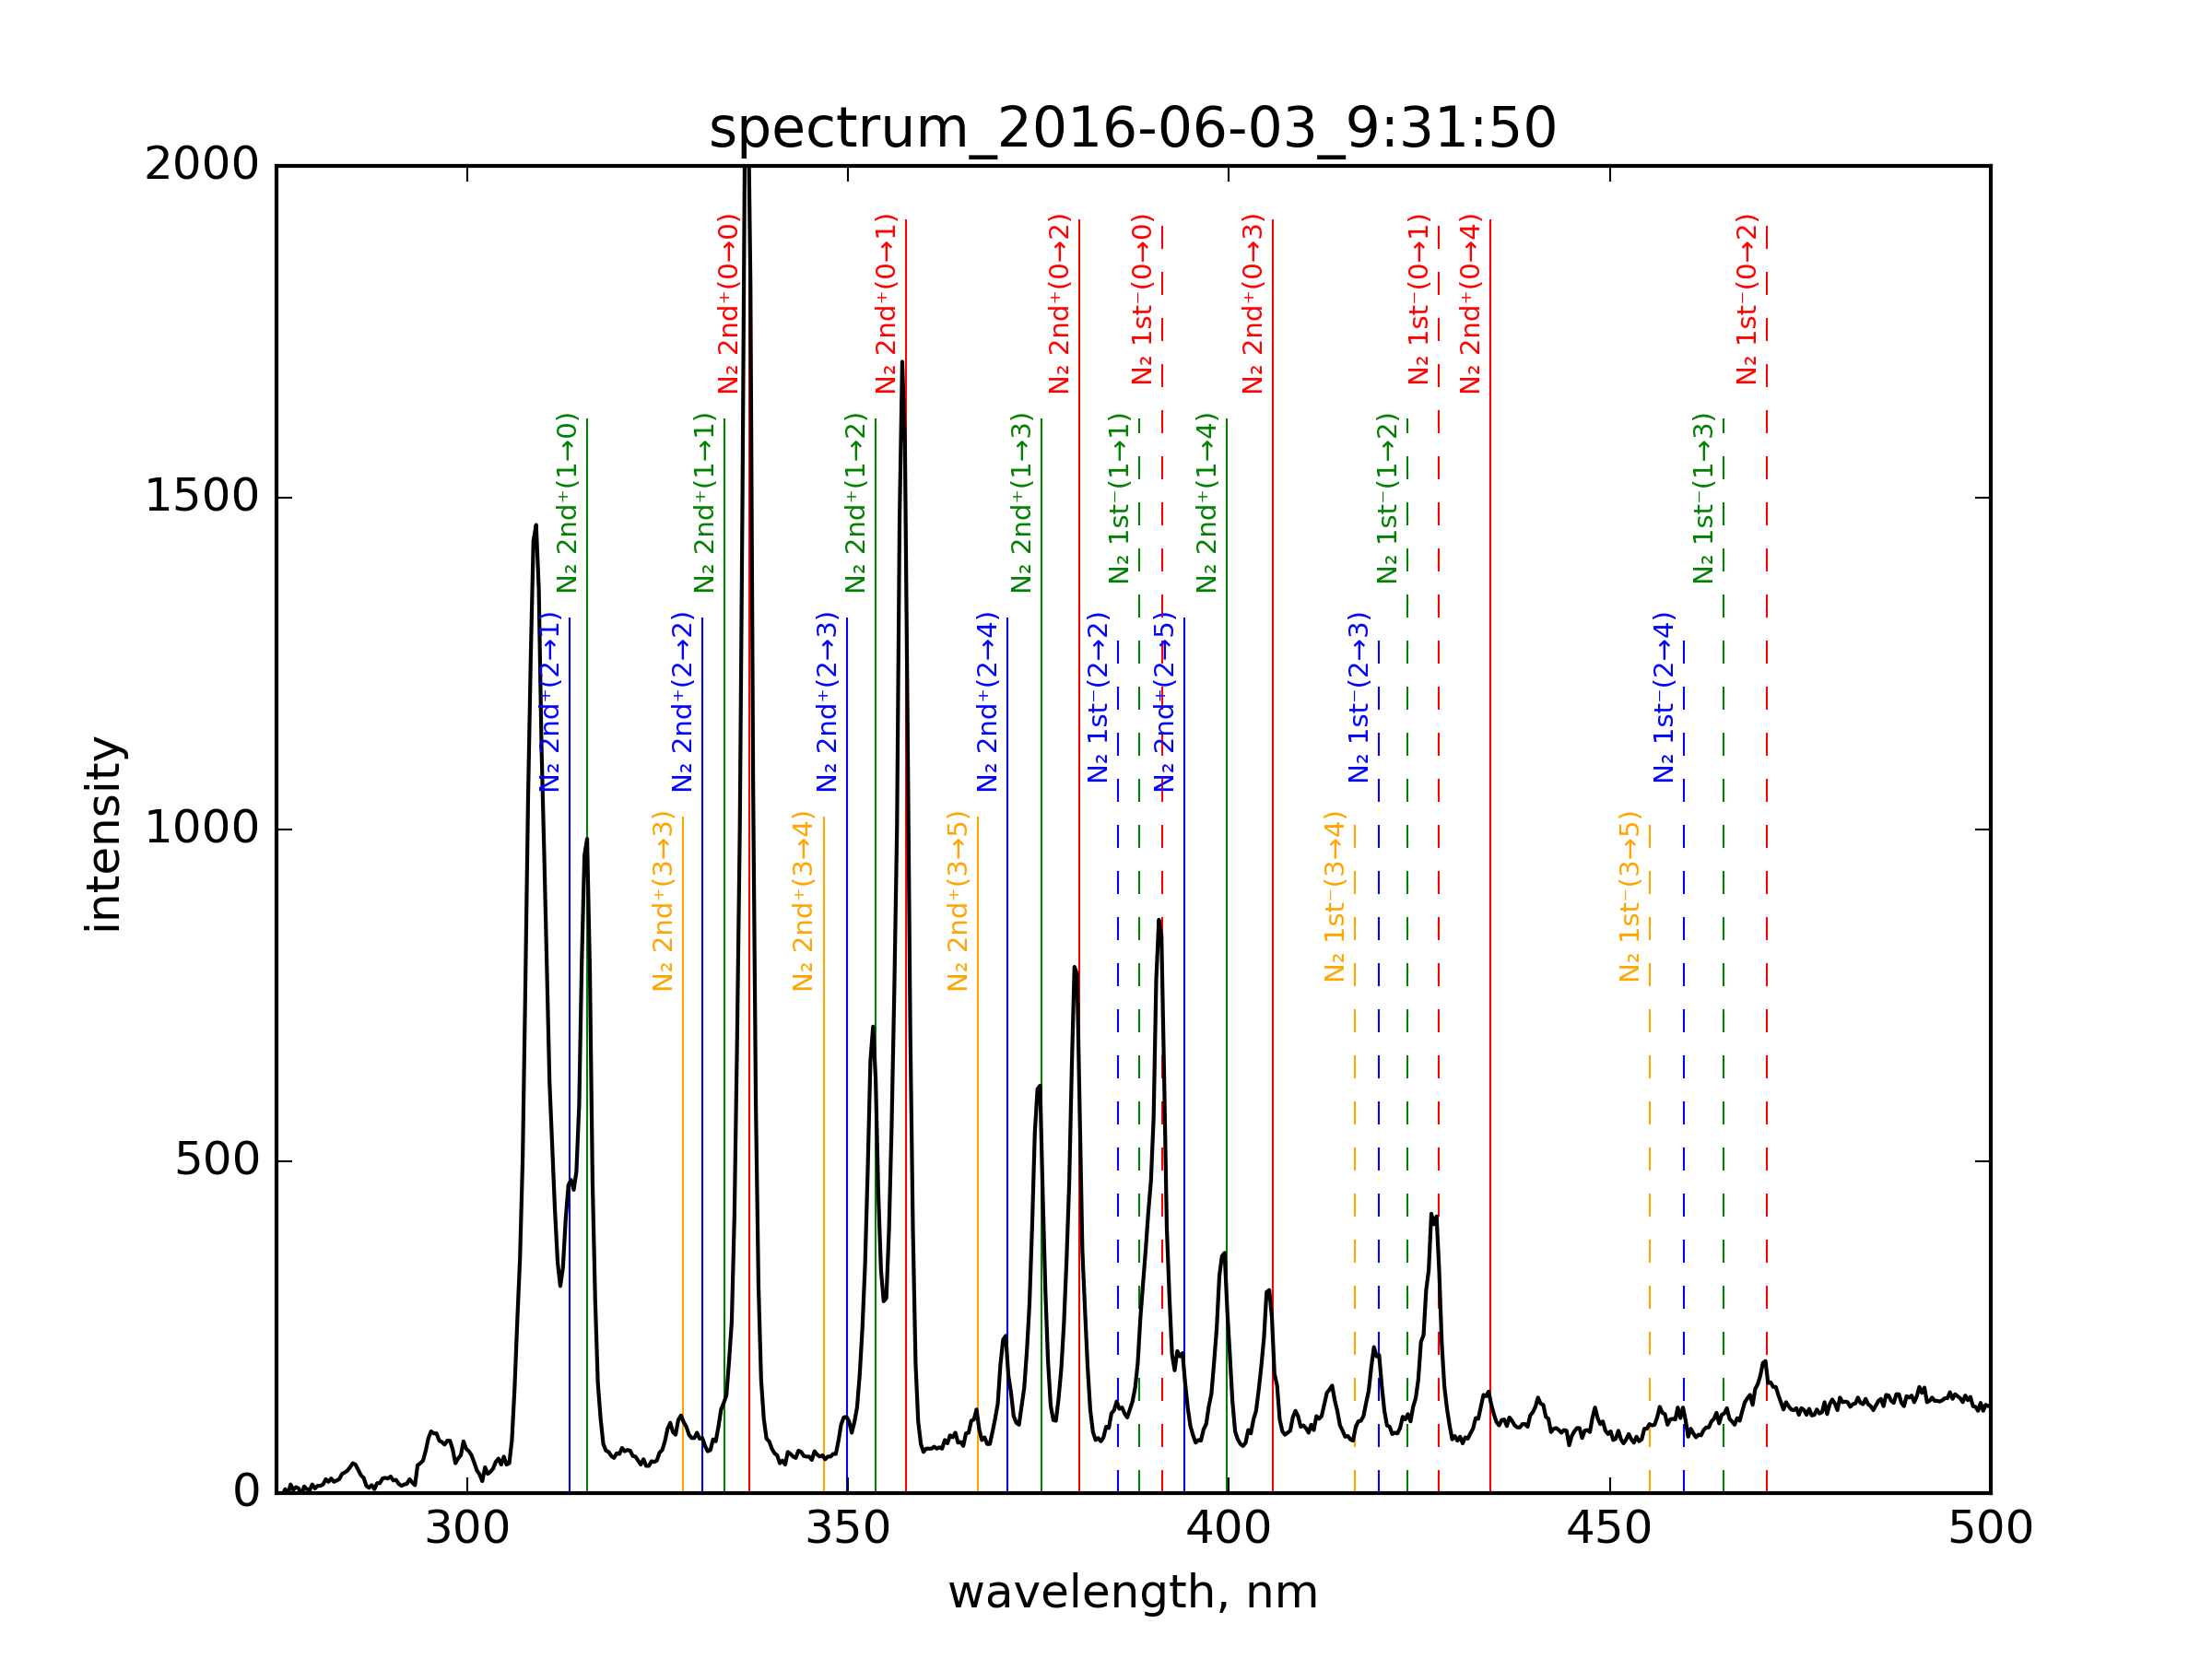 spectrum_2016-06-03_9:31:50
2000
1500
1000
500
0
intensity
N₂ 2nd⁺(0→0)
N₂ 2nd⁺(0→1)
N₂ 2nd⁺(0→2)
N₂ 1st⁻(0→0)
N₂ 2nd⁺(0→3)
N₂ 1st⁻(0→1)
N₂ 2nd⁺(0→4)
N₂ 1st⁻(0→2)
N₂ 2nd⁺(1→0)
N₂ 2nd⁺(1→1)
N₂ 2nd⁺(1→2)
N₂ 2nd⁺(1→3)
N₂ 1st⁻(1→1)
N₂ 2nd⁺(1→4)
N₂ 1st⁻(1→2)
N₂ 1st⁻(1→3)
N₂ 2nd⁺(2→1)
N₂ 2nd⁺(2→2)
N₂ 2nd⁺(2→3)
N₂ 2nd⁺(2→4)
N₂ 1st⁻(2→2)
N₂ 2nd⁺(2→5)
N₂ 1st⁻(2→3)
N₂ 1st⁻(2→4)
N₂ 2nd⁺(3→3)
N₂ 2nd⁺(3→4)
N₂ 2nd⁺(3→5)
N₂ 1st⁻(3→4)
N₂ 1st⁻(3→5)
300 350 400 450 500
wavelength, nm